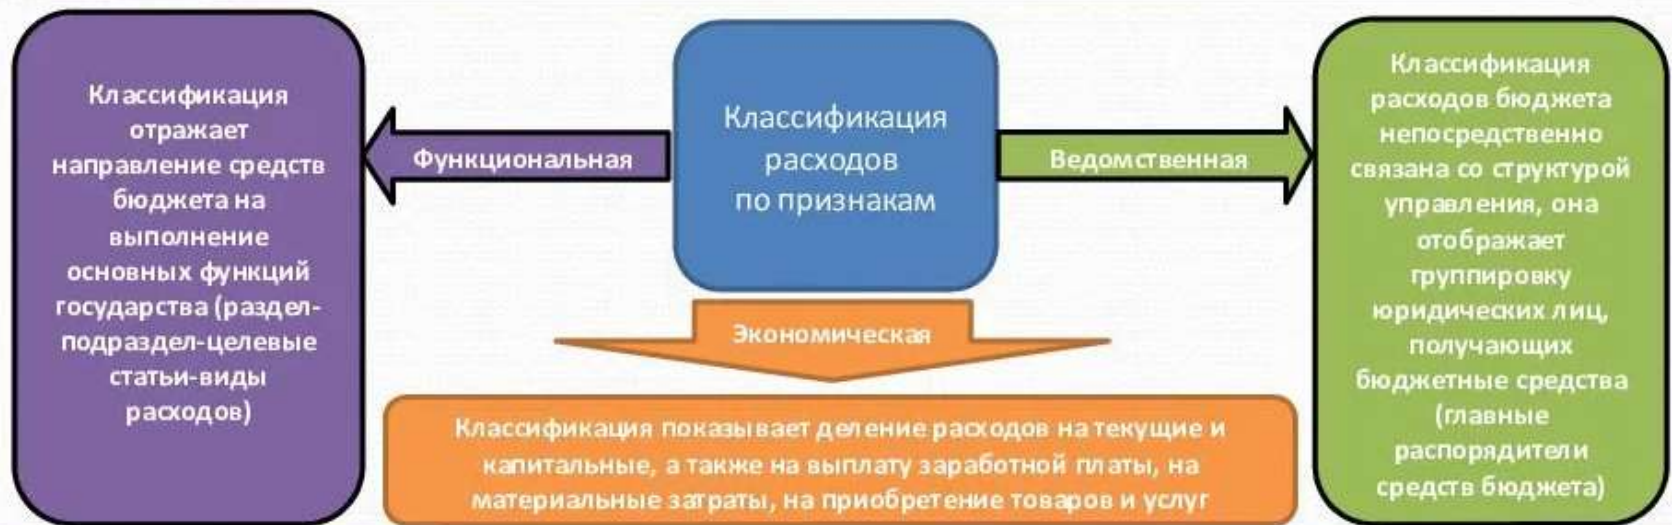 Классификация
отражает
направление средств
бюджета на
выполнение
основных функций
государства (раздел-
подраздел-целевые
статьи-виды
расходов)
Функциональная
Классификация
расходов
по признакам
Ведомственная
Классификация
расходов бюджета
непосредственно
связана со структурой
управления, она
отображает
группировку
юридических лиц,
получающих
бюджетные средства
(главные
распорядители
средств бюджета)
Экономическая
Классификация показывает деление расходов на текущие и
капитальные, а также на выплату заработной платы, на
материальные затраты, на приобретение товаров и услуг